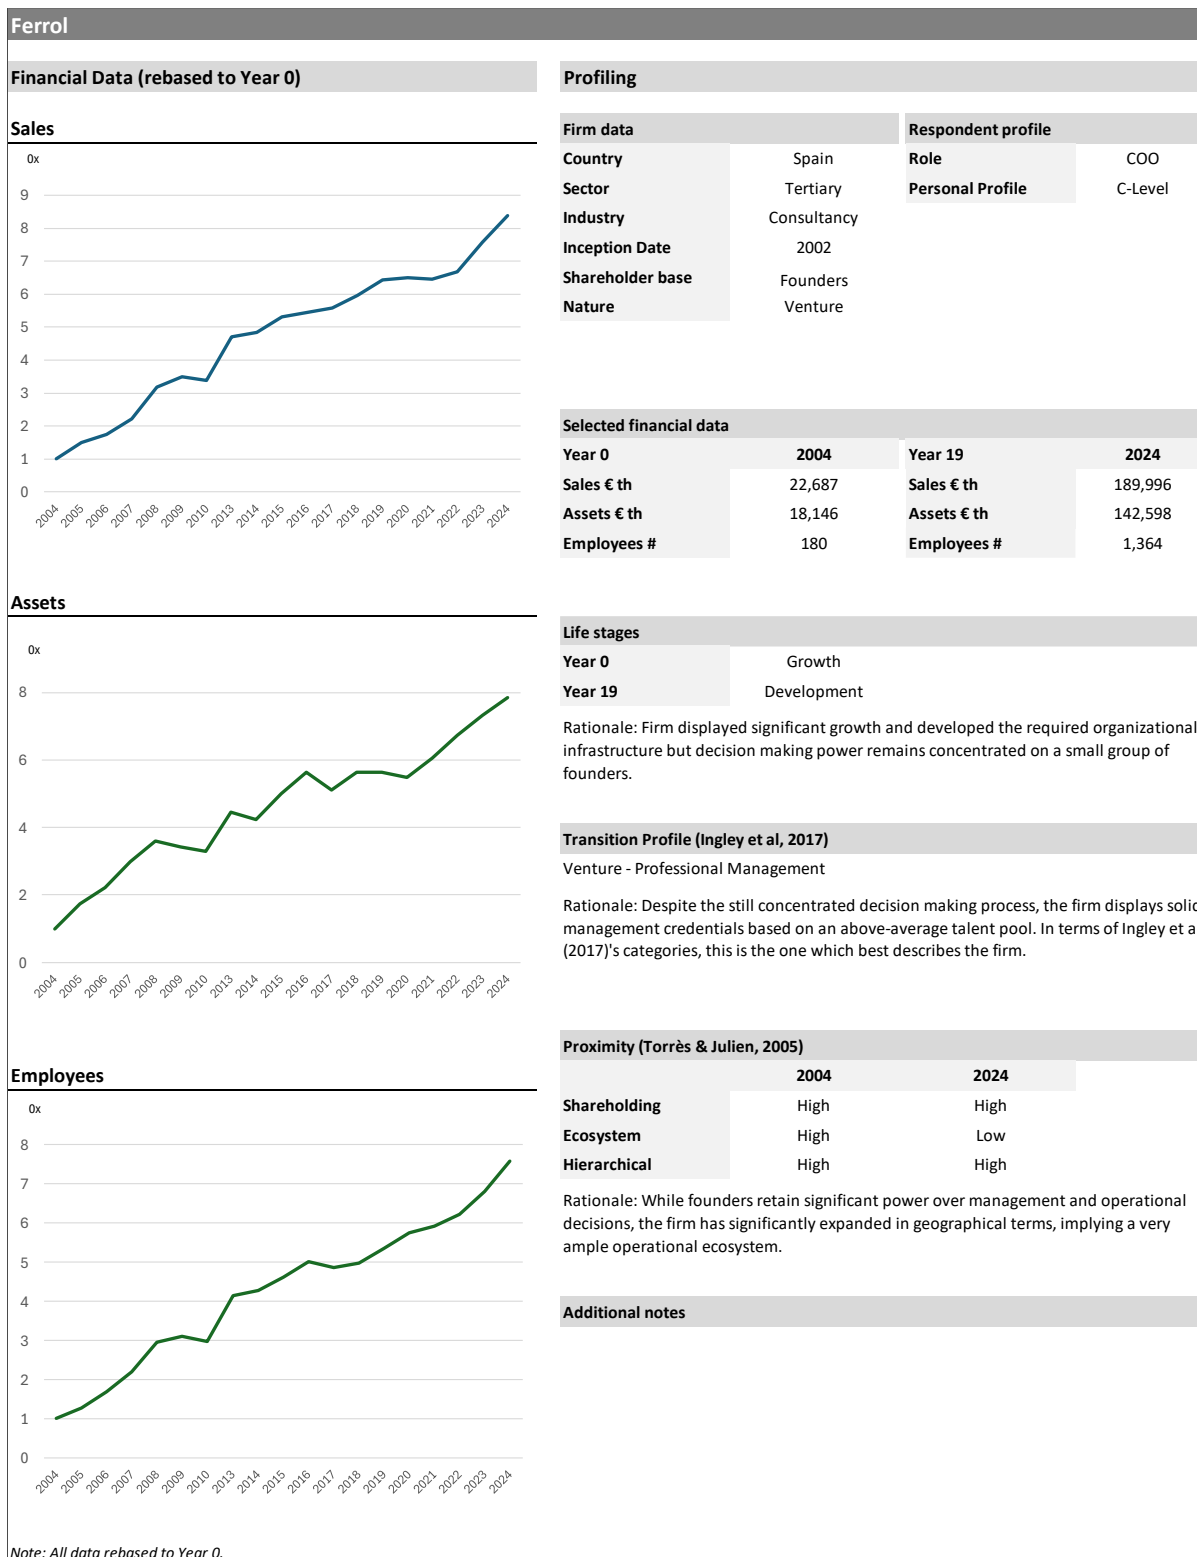 Ferrol
Financial Data (rebased to Year 0)
Sales
0x
9
8
7
6
5
4
3
2
1
0
2004 2005 2006 2007 2008 2009 2010 2013 2014 2015 2016 2017 2018 2019 2020 2021 2022 2023 2024
Assets
0x
8
6
4
2
0
2004 2005 2006 2007 2008 2009 2010 2013 2014 2015 2016 2017 2018 2019 2020 2021 2022 2023 2024
Employees
0x
8
7
6
5
4
3
2
1
0
2004 2005 2006 2007 2008 2009 2010 2013 2014 2015 2016 2017 2018 2019 2020 2021 2022 2023 2024
Note: All data rebased to Year 0.
Profiling
Firm data
Country Spain
Sector Tertiary
Industry Consultancy
Inception Date 2002
Shareholder base Founders
Nature Venture
Respondent profile
Role COO
Personal Profile C-Level
Selected financial data
Year 0 2004 Year 19 2024
Sales € th 22,687 Sales € th 189,996
Assets € th 18,146 Assets € th 142,598
Employees # 180 Employees # 1,364
Life stages
Year 0 Growth
Year 19 Development
Rationale: Firm displayed significant growth and developed the required organizational
infrastructure but decision making power remains concentrated on a small group of
founders.
Transition Profile (Ingley et al, 2017)
Venture - Professional Management
Rationale: Despite the still concentrated decision making process, the firm displays solid
management credentials based on an above-average talent pool. In terms of Ingley et a
(2017)'s categories, this is the one which best describes the firm.
Proximity (Torrès & Julien, 2005)
2004 2024
Shareholding High High
Ecosystem High Low
Hierarchical High High
Rationale: While founders retain significant power over management and operational
decisions, the firm has significantly expanded in geographical terms, implying a very
ample operational ecosystem.
Additional notes